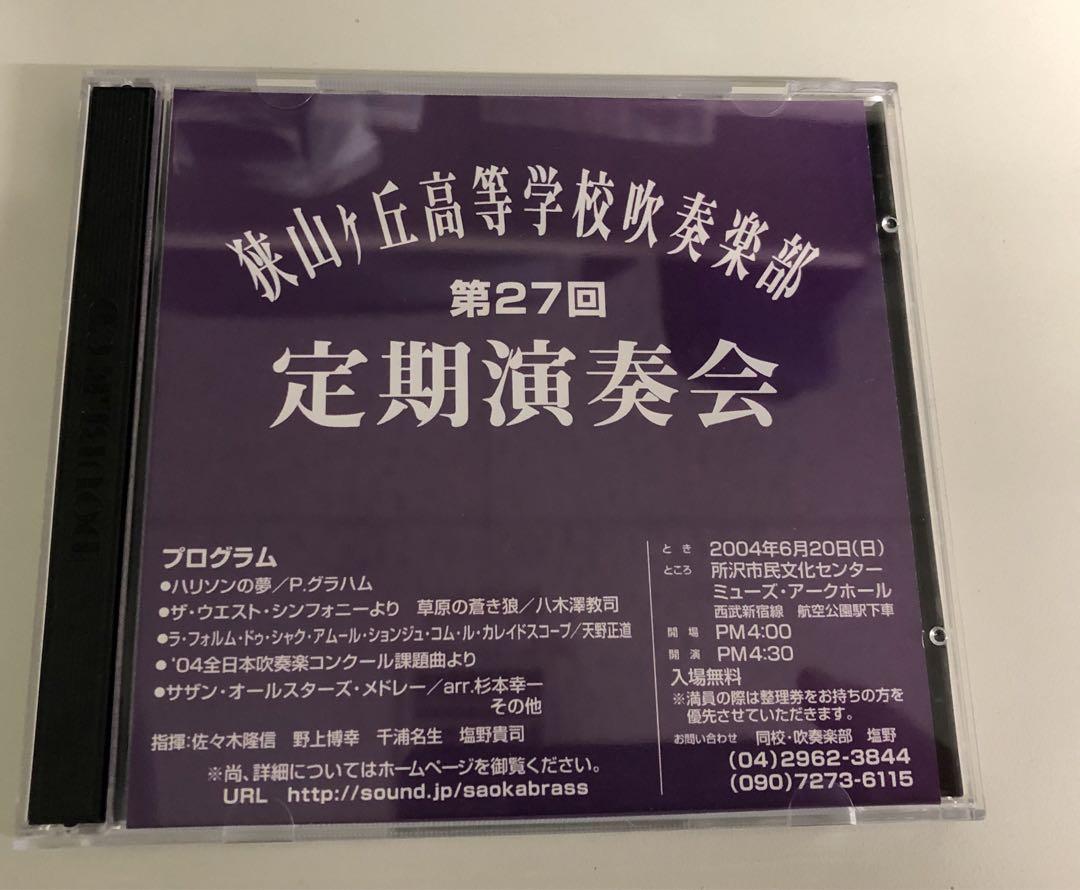 狭山ヶ丘高等学校吹奏楽部
第27回
定期演奏会
プログラム
●ハリソンの夢／P.グラハム
●ザ・ウエスト・シンフォニーより 草原の蒼き狼／八木澤教司
●ラ・フォルム・ドゥ・シャク・アムール・ションジュ・コム・ル・カレイドスコープ／天野正道
●'04全日本吹奏楽コンクール課題曲より
●サザン・オールスターズ・メドレー／arr.杉本幸一
その他
指揮：佐々木隆信 野上博幸 千浦名生 塩野貴司
※尚、詳細についてはホームページを御覧ください。
URL http://sound.jp/saokabrass
とき 2004年6月20日(日)
ところ 所沢市民文化センター
ミューズ・アークホール
西武新宿線 航空公園駅下車
開場 PM4:00
開演 PM4:30
入場無料
※満員の際は整理券をお持ちの方を
優先させていただきます。
お問い合わせ 同校・吹奏楽部 塩野
(04)2962-3844
(090)7273-6115